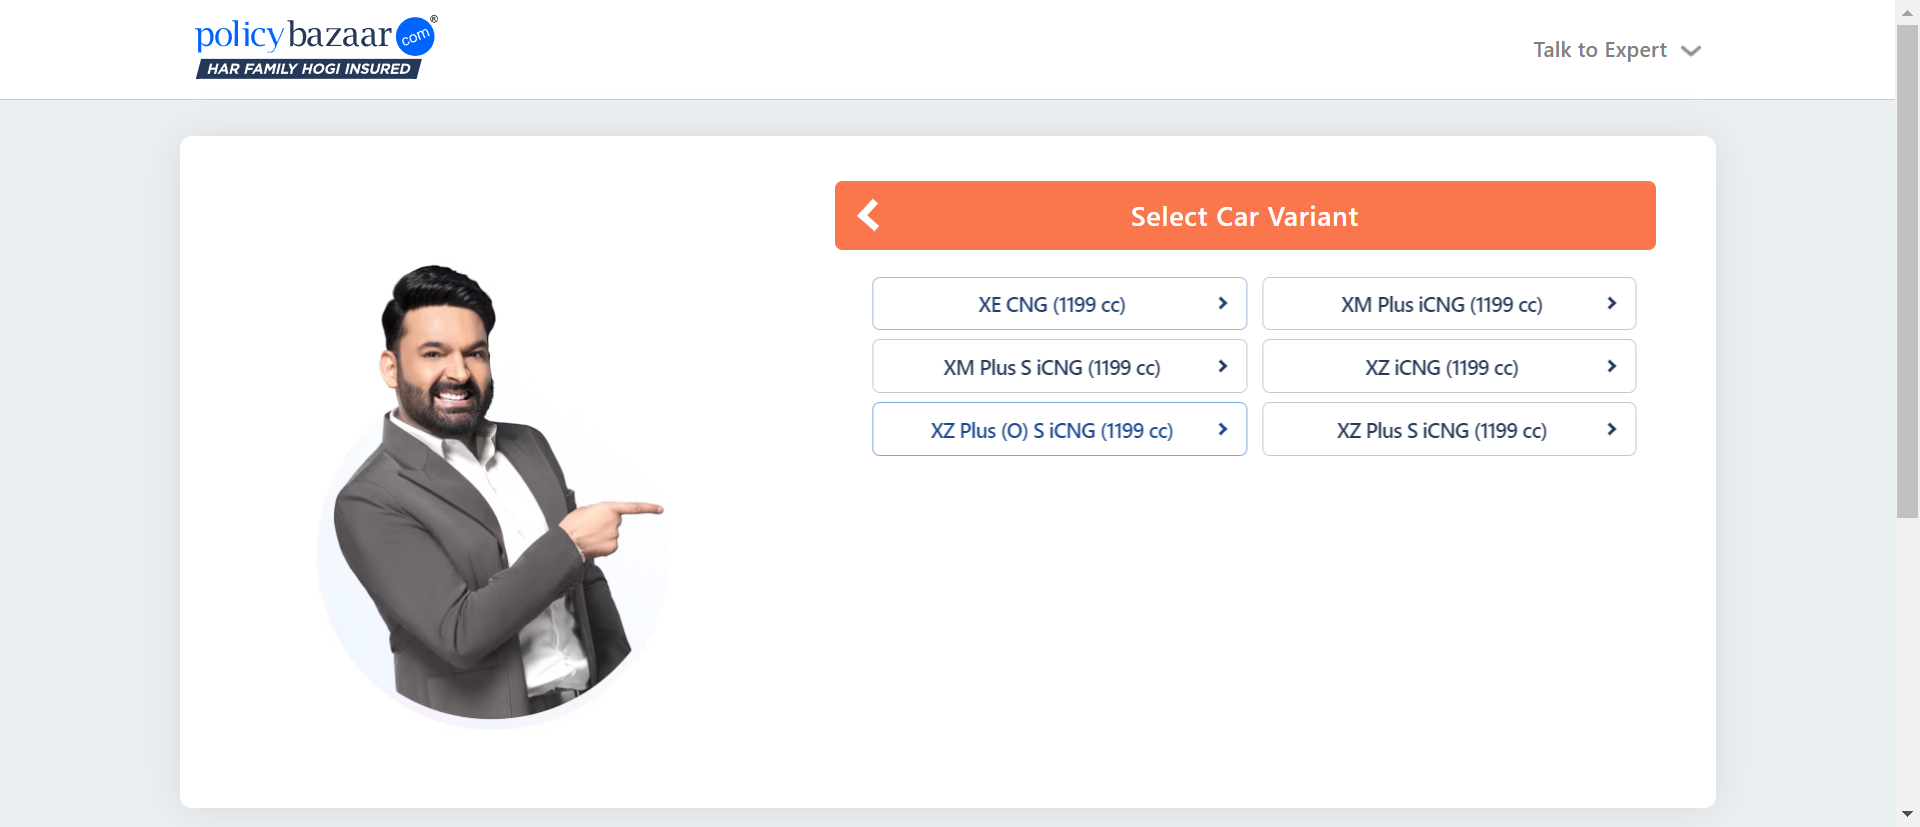 policybazaar com ®
HAR FAMILY HOGI INSURED
Talk to Expert
Select Car Variant
XE CNG (1199 cc)
XM Plus iCNG (1199 cc)
XM Plus S iCNG (1199 cc)
XZ iCNG (1199 cc)
XZ Plus (O) S iCNG (1199 cc)
XZ Plus S iCNG (1199 cc)